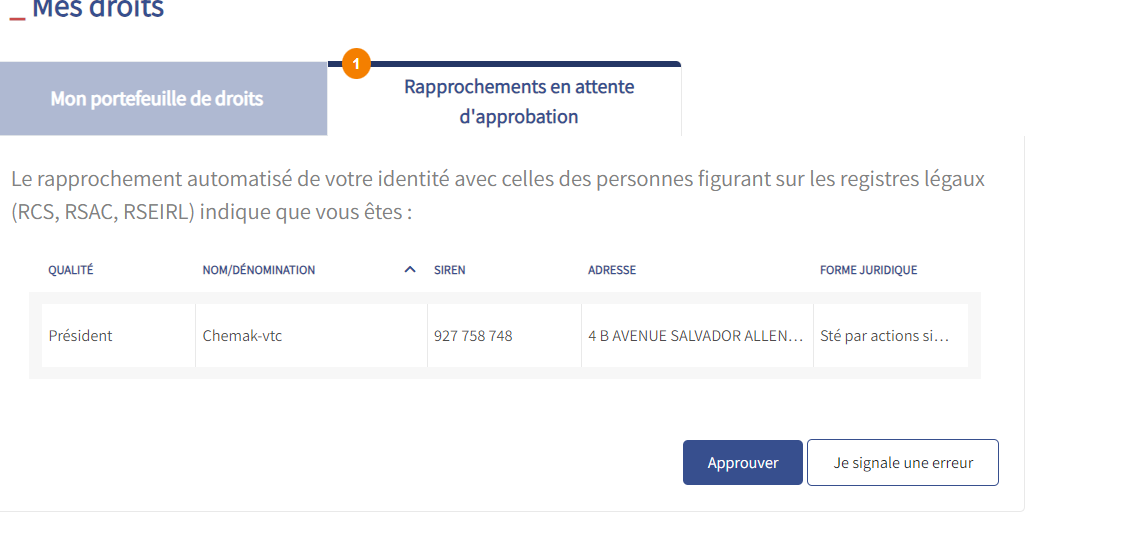 _ Mes droits
1
Mon portefeuille de droits
Rapprochements en attente
d'approbation
Le rapprochement automatisé de votre identité avec celles des personnes figurant sur les registres légaux
(RCS, RSAC, RSEIRL) indique que vous êtes :
QUALITÉ NOM/DÉNOMINATION SIREN ADRESSE FORME JURIDIQUE
Président Chemak-vtc 927 758 748 4 B AVENUE SALVADOR ALLEN... Sté par actions si...
Approuver Je signale une erreur